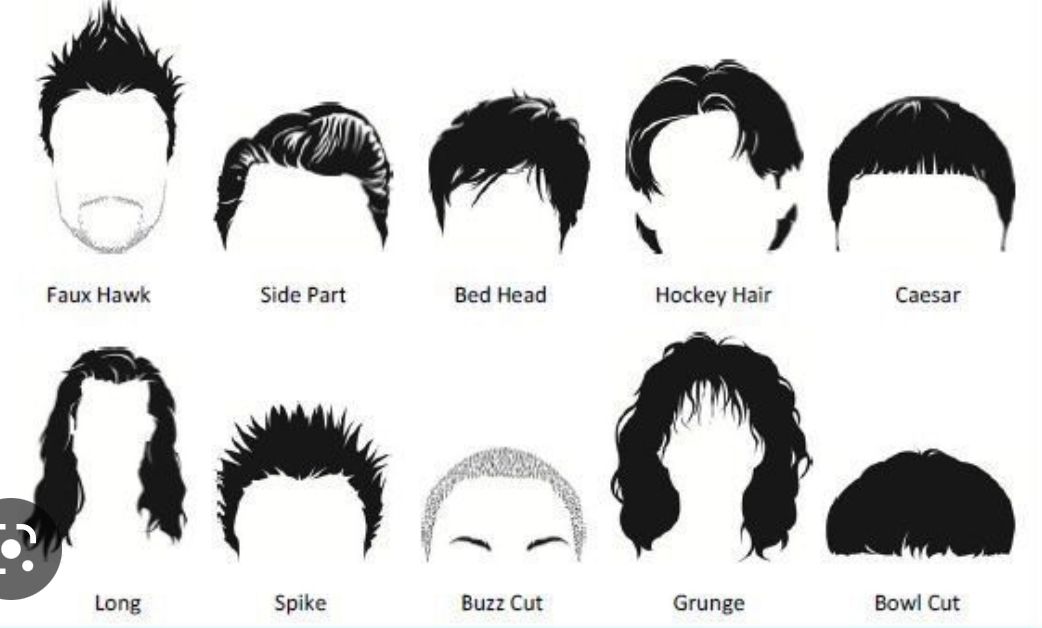 Faux Hawk
Side Part
Bed Head
Hockey Hair
Caesar
Long
Spike
Buzz Cut
Grunge
Bowl Cut